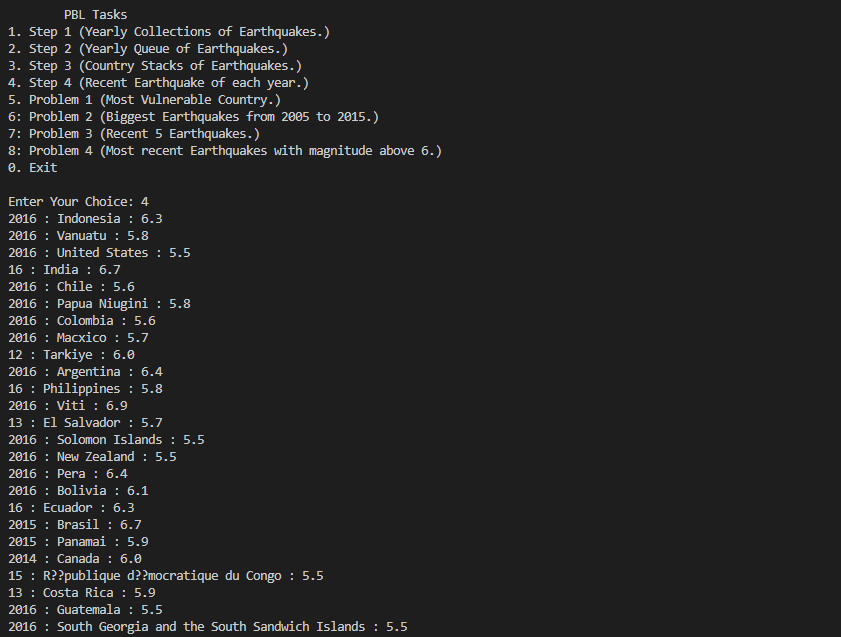 PBL Tasks
1. Step 1 (Yearly Collections of Earthquakes.)
2. Step 2 (Yearly Queue of Earthquakes.)
3. Step 3 (Country Stacks of Earthquakes.)
4. Step 4 (Recent Earthquake of each year.)
5. Problem 1 (Most Vulnerable Country.)
6: Problem 2 (Biggest Earthquakes from 2005 to 2015.)
7: Problem 3 (Recent 5 Earthquakes.)
8: Problem 4 (Most recent Earthquakes with magnitude above 6.)
0. Exit
Enter Your Choice: 4
2016 : Indonesia : 6.3
2016 : Vanuatu : 5.8
2016 : United States : 5.5
16 : India : 6.7
2016 : Chile : 5.6
2016 : Papua Niugini : 5.8
2016 : Colombia : 5.6
2016 : Macxico : 5.7
12 : Tarkiye : 6.0
2016 : Argentina : 6.4
16 : Philippines : 5.8
2016 : Viti : 6.9
13 : El Salvador : 5.7
2016 : Solomon Islands : 5.5
2016 : New Zealand : 5.5
2016 : Pera : 6.4
2016 : Bolivia : 6.1
16 : Ecuador : 6.3
2015 : Brasil : 6.7
2015 : Panamai : 5.9
2014 : Canada : 6.0
15 : R??publique d??mocratique du Congo : 5.5
13 : Costa Rica : 5.9
2016 : Guatemala : 5.5
2016 : South Georgia and the South Sandwich Islands : 5.5